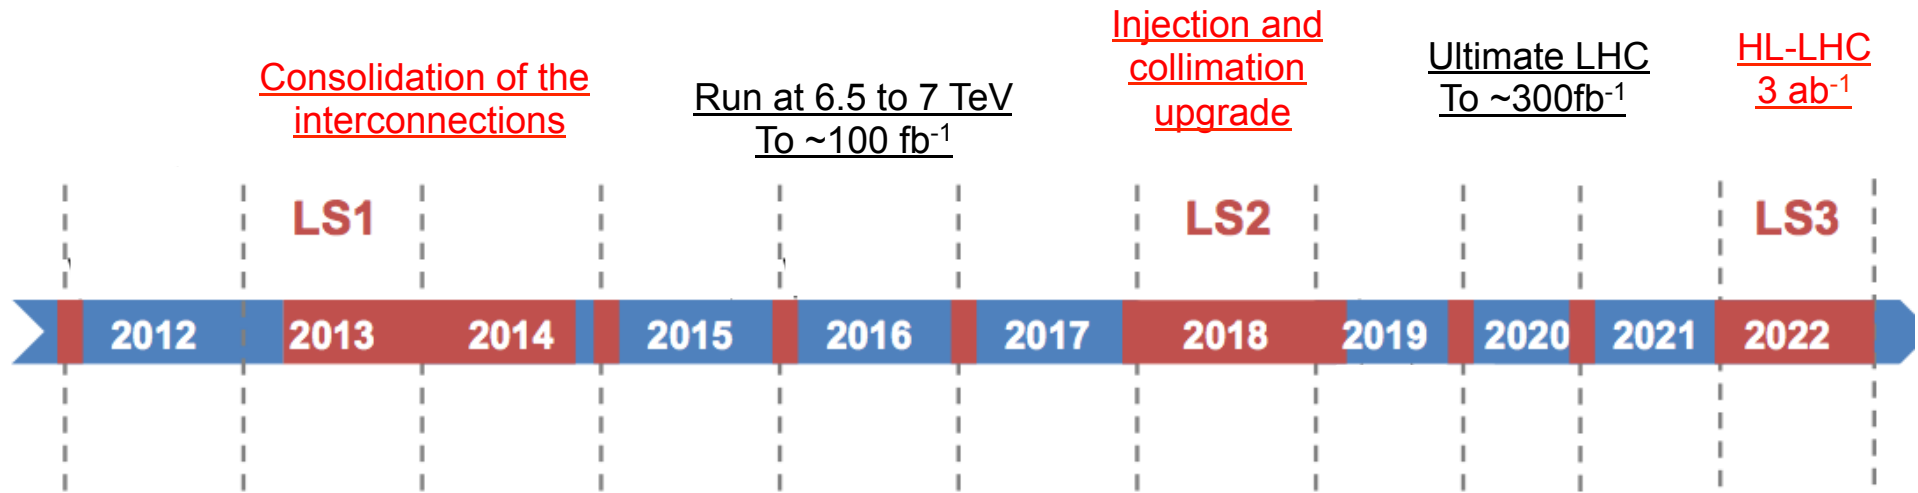 Consolidation of the
interconnections
Run at 6.5 to 7 TeV
To ~100 fb⁻¹
Injection and
collimation
upgrade
Ultimate LHC
To ~300fb⁻¹
HL-LHC
3 ab⁻¹
LS1
LS2
LS3
2012 2013 2014 2015 2016 2017 2018 2019 2020 2021 2022